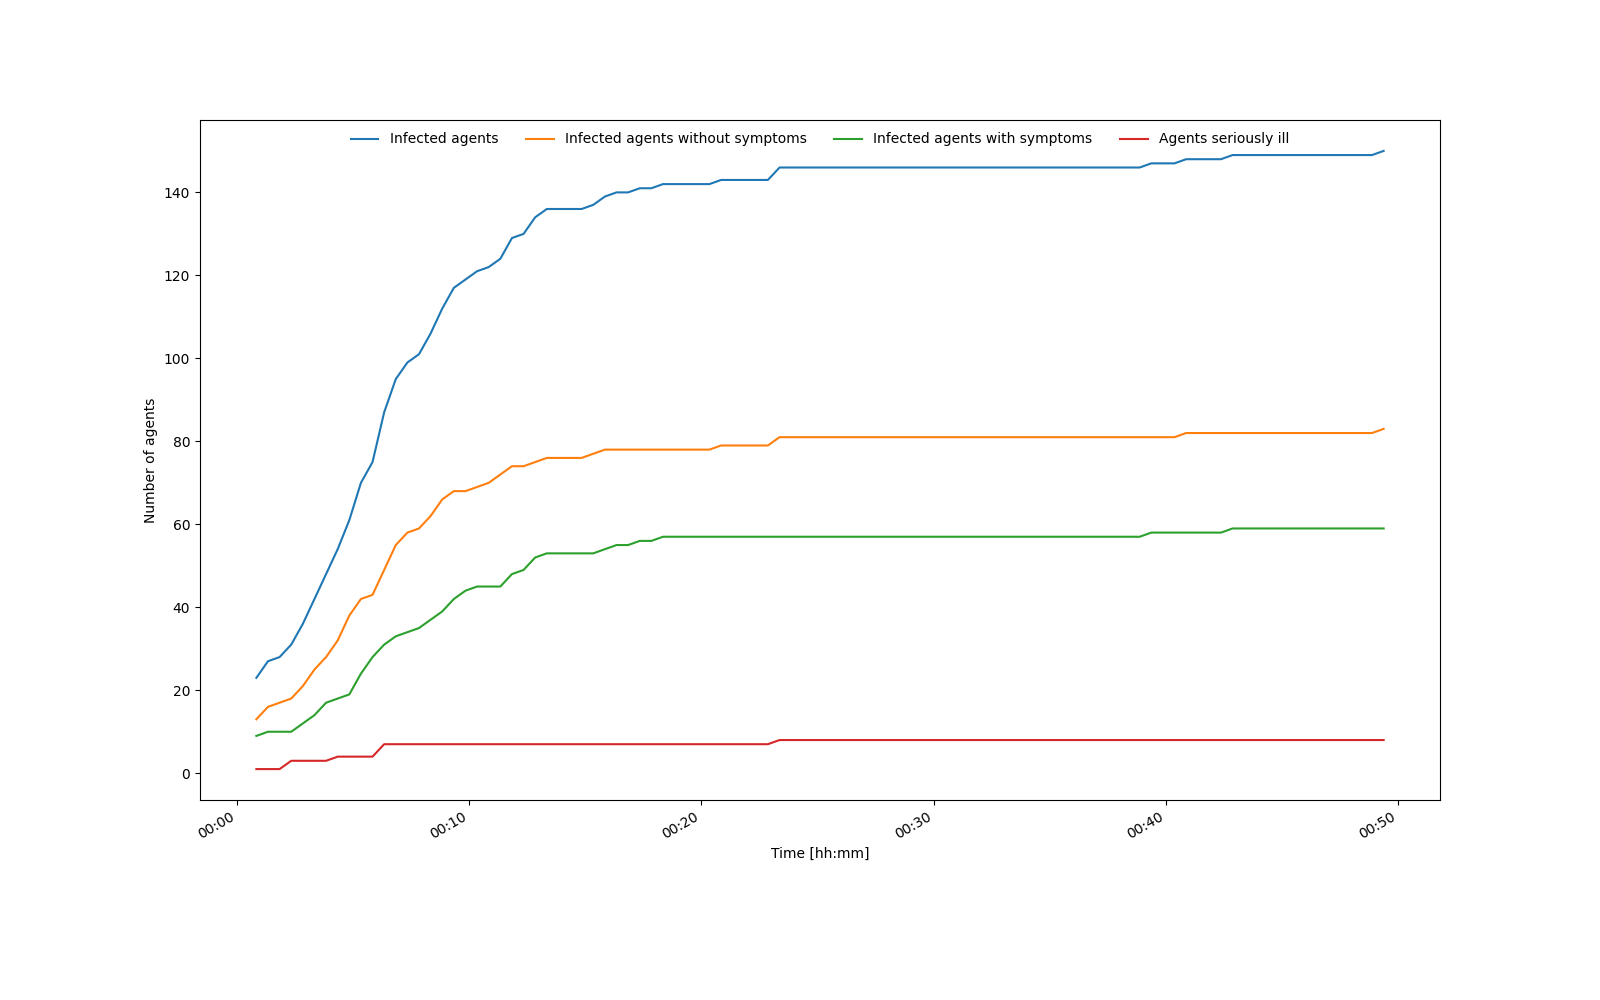 Infected agents Infected agents without symptoms Infected agents with symptoms Agents seriously ill
140
120
100
80
60
40
20
0
Number of agents
00:00 00:10 00:20 00:30 00:40 00:50
Time [hh:mm]